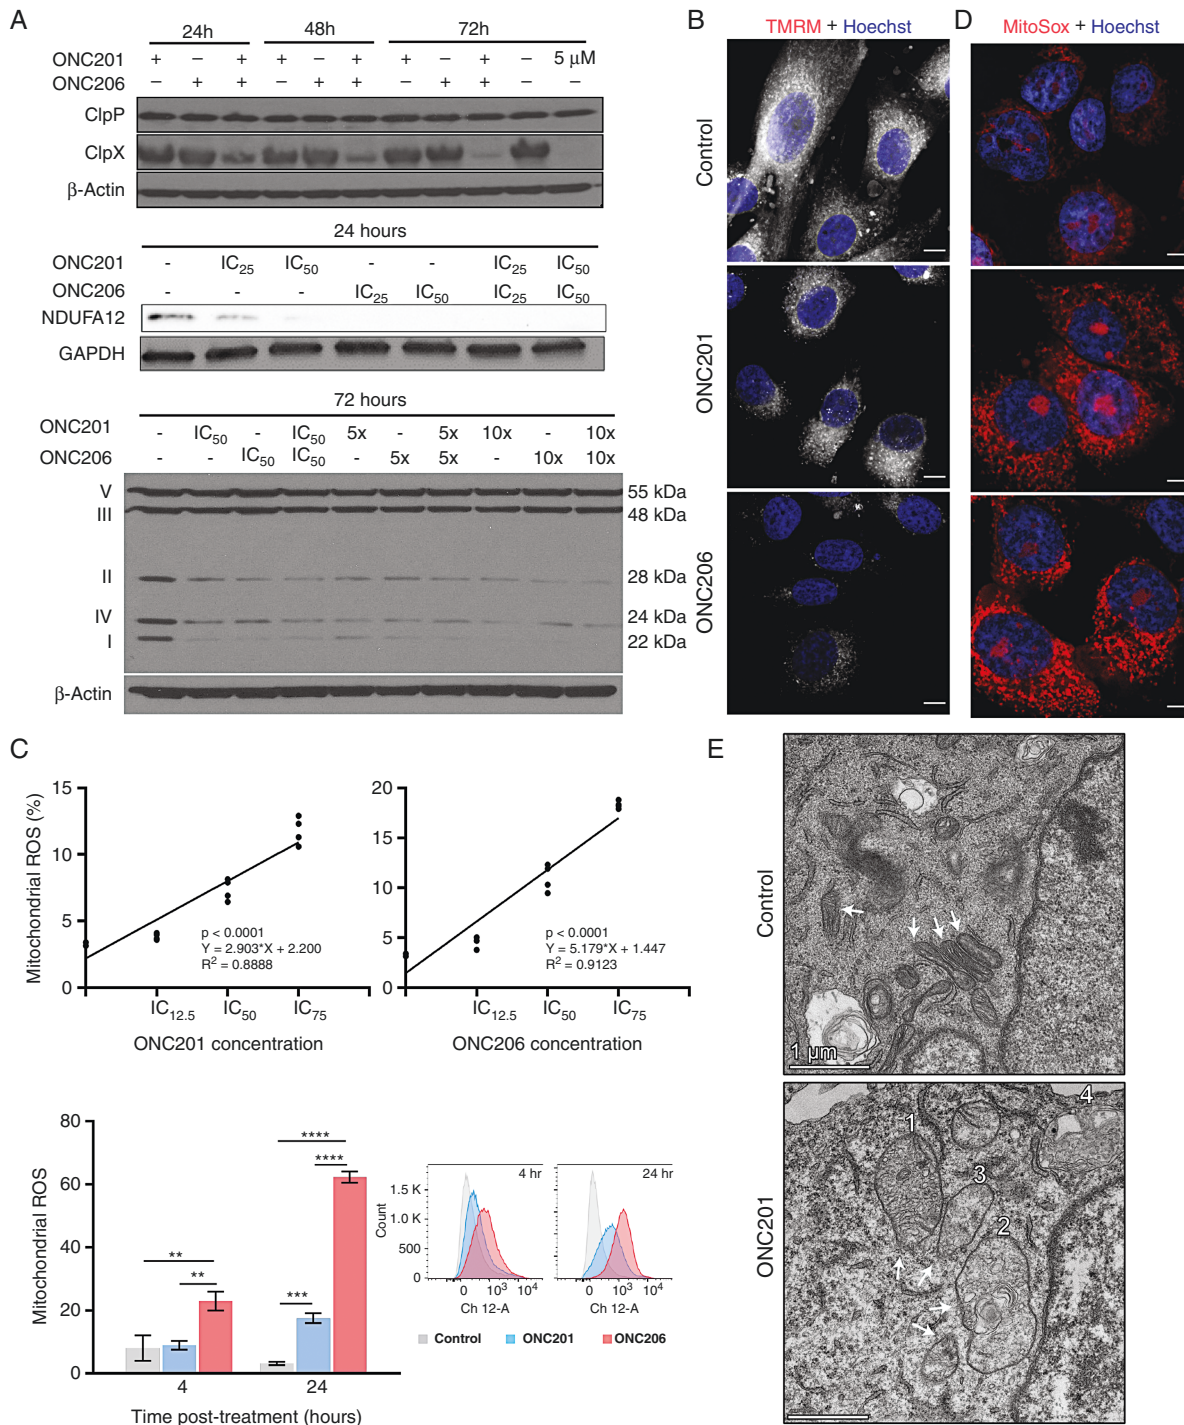 A
24h 48h 72h
ONC201 + – + + – + + – + – 5 µM
ONC206 – + + – + + – + + – –
ClpP
ClpX
β-Actin
24 hours
ONC201 - IC25 IC50 - - IC25 IC50
ONC206 - - - IC25 IC50 IC25 IC50
NDUFA12
GAPDH
72 hours
ONC201 - IC50 - IC50 5x - 5x 10x - 10x
ONC206 - - IC50 IC50 - 5x 5x - 10x 10x
V 55 kDa
III 48 kDa
II 28 kDa
IV 24 kDa
I 22 kDa
β-Actin
B
TMRM + Hoechst
Control
ONC201
ONC206
D
MitoSox + Hoechst
C
Mitochondrial ROS (%)
15
10
5
0
p < 0.0001
Y = 2.903*X + 2.200
R2 = 0.8888
IC12.5 IC50 IC75
ONC201 concentration
20
15
10
5
0
p < 0.0001
Y = 5.179*X + 1.447
R2 = 0.9123
IC12.5 IC50 IC75
ONC206 concentration
Mitochondrial ROS
80
60
40
20
0
**
**
****
****
***
4 24
Time post-treatment (hours)
Count
1.5 K
1.0 K
500
0
4 hr
0 103 104
Ch 12-A
24 hr
0 103 104
Ch 12-A
Control ONC201 ONC206
E
Control
1 µm
ONC201
1
4
3
2